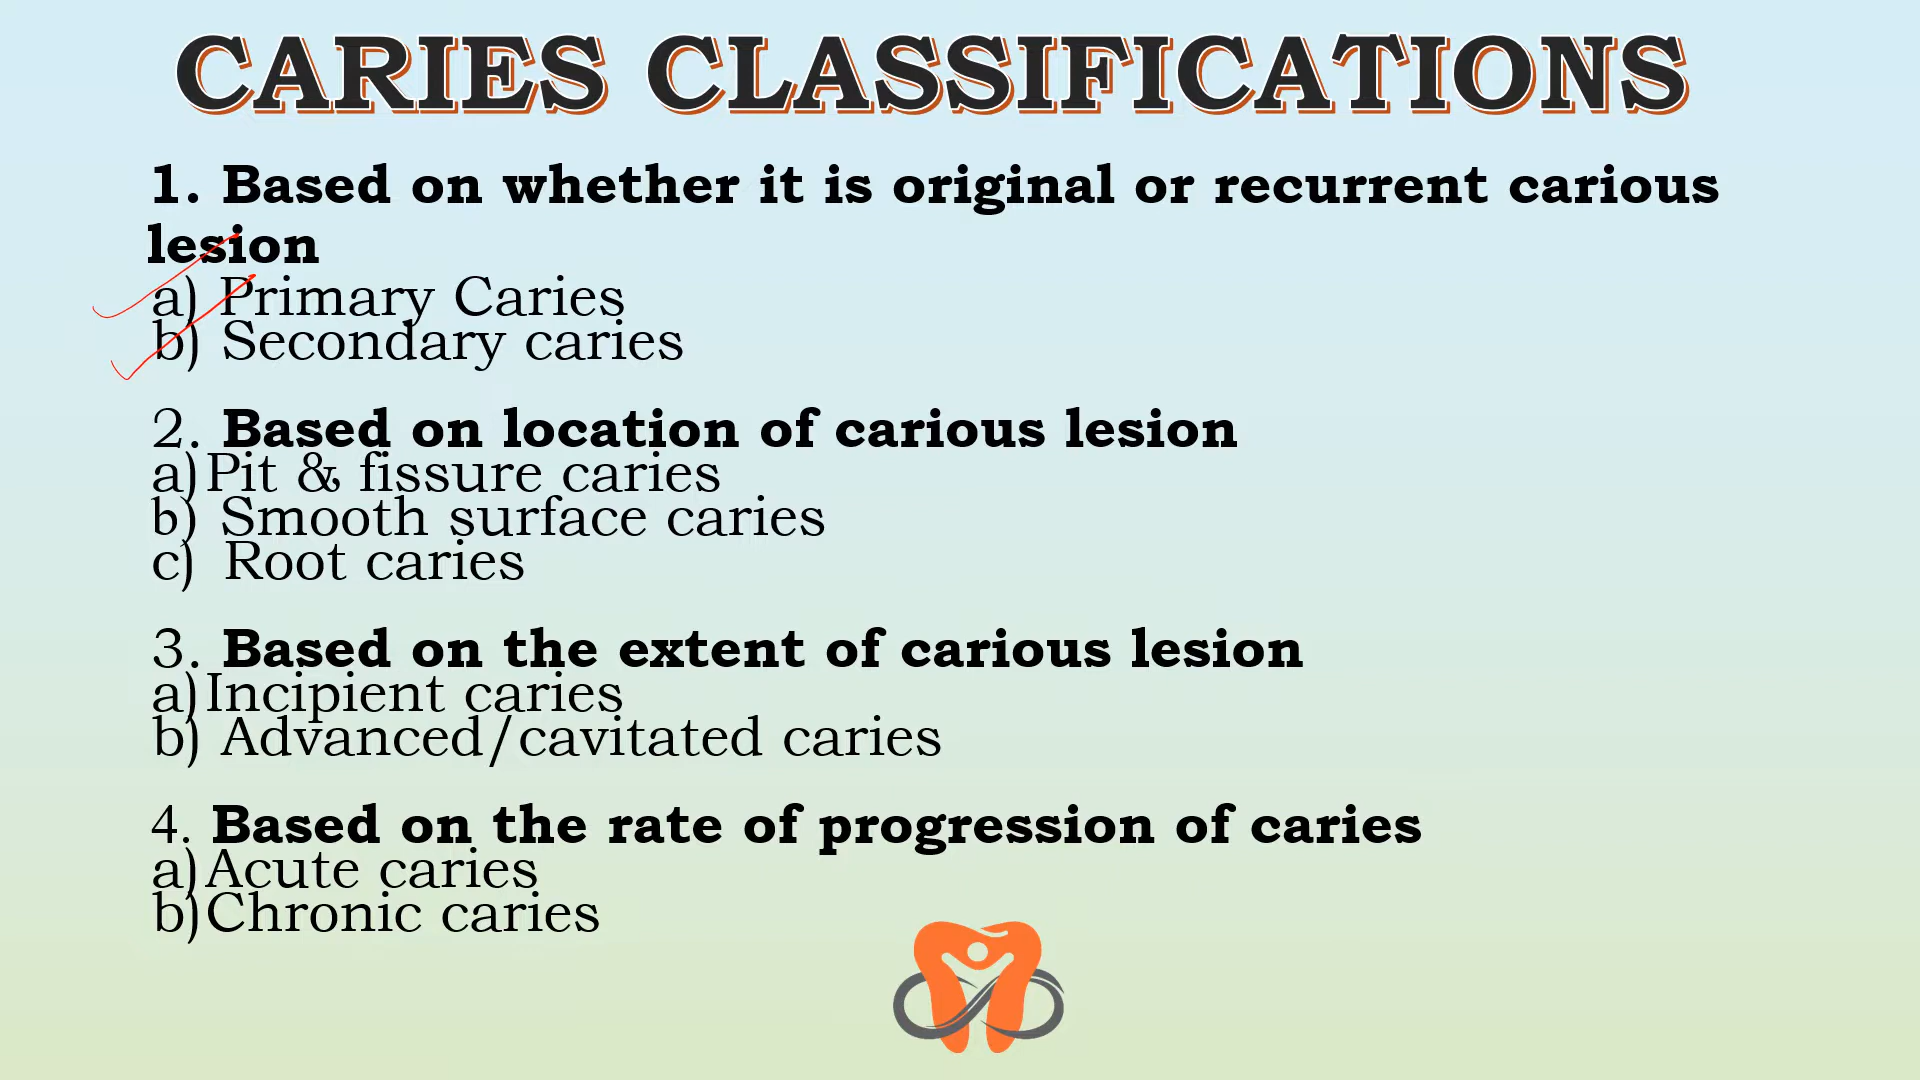 CARIES CLASSIFICATIONS
1. Based on whether it is original or recurrent carious
lesion
a) Primary Caries
b) Secondary caries
2. Based on location of carious lesion
a)Pit & fissure caries
b) Smooth surface caries
c) Root caries
3. Based on the extent of carious lesion
a)Incipient caries
b) Advanced/cavitated caries
4. Based on the rate of progression of caries
a)Acute caries
b)Chronic caries